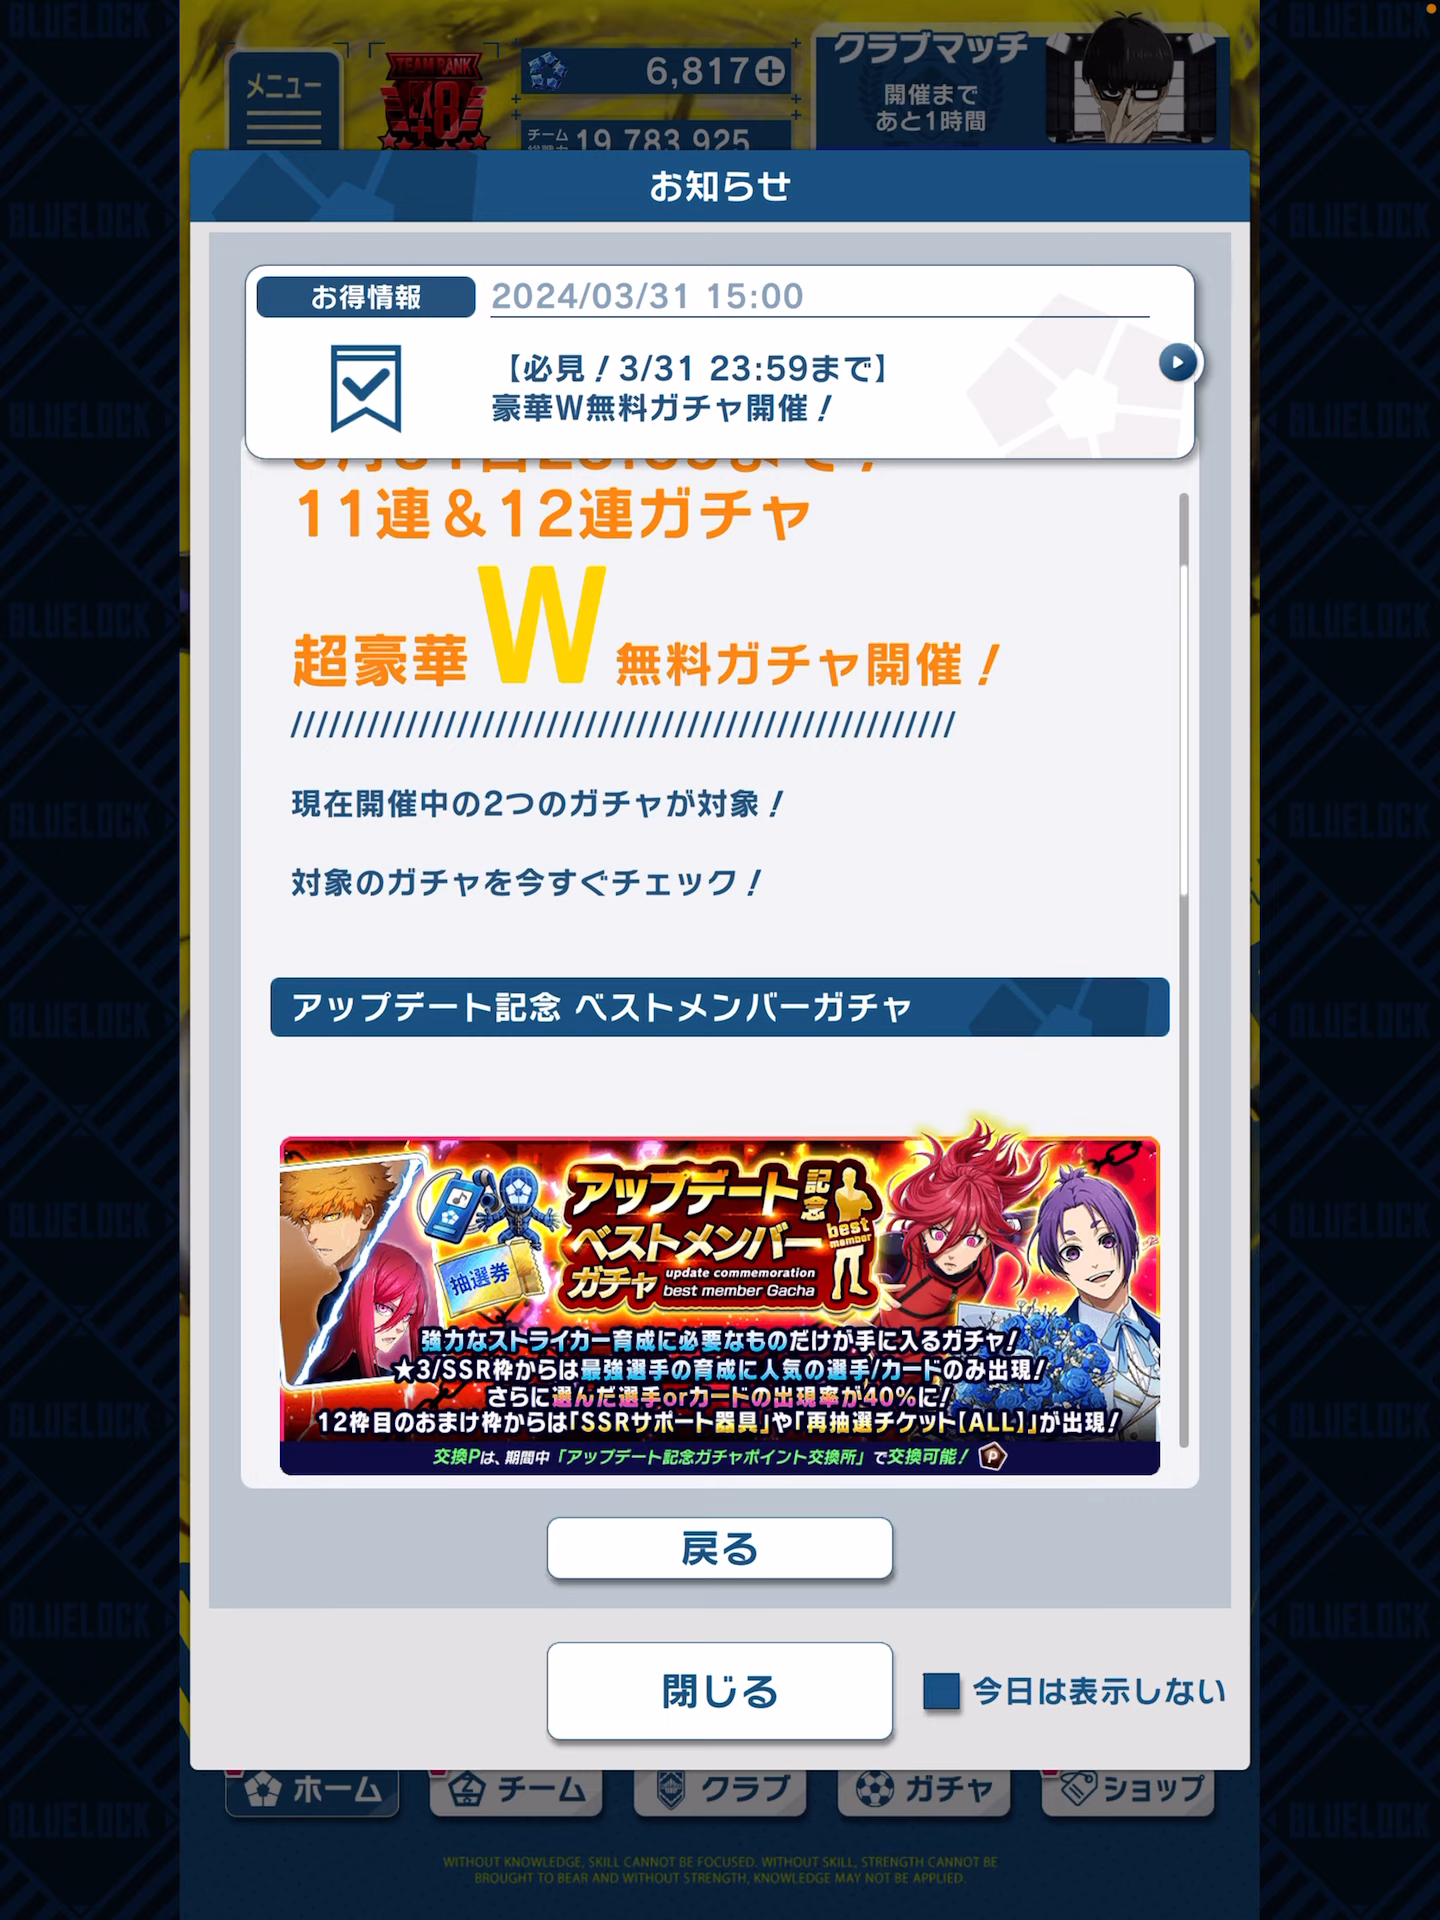 メニュー
TEAM RANK
+8
6,817
チーム
19,783,925
クラブマッチ
開催まで
あと1時間
お知らせ
お得情報
2024/03/31 15:00
【必見！3/31 23:59まで】
豪華W無料ガチャ開催！
11連＆12連ガチャ
超豪華W無料ガチャ開催！
////////////////////////////////////////////////////
現在開催中の2つのガチャが対象！
対象のガチャを今すぐチェック！
アップデート記念 ベストメンバーガチャ
抽選券
アップデート記念
ベストメンバー
best member
ガチャ
update commemoration
best member Gacha
強力なストライカー育成に必要なものだけが手に入るガチャ！
★3/SSR枠からは最強選手の育成に人気の選手/カードのみ出現！
さらに選んだ選手orカードの出現率が40%に！
12枠目のおまけ枠からは「SSRサポート器具」や「再抽選チケット【ALL】」が出現！
交換Pは、期間中「アップデート記念ガチャポイント交換所」で交換可能！ P
戻る
閉じる
今日は表示しない
ホーム
チーム
クラブ
ガチャ
ショップ
WITHOUT KNOWLEDGE, SKILL CANNOT BE FOCUSED. WITHOUT SKILL, STRENGTH CANNOT BE
BROUGHT TO BEAR AND WITHOUT STRENGTH, KNOWLEDGE MAY NOT BE APPLIED.
BLUELOCK